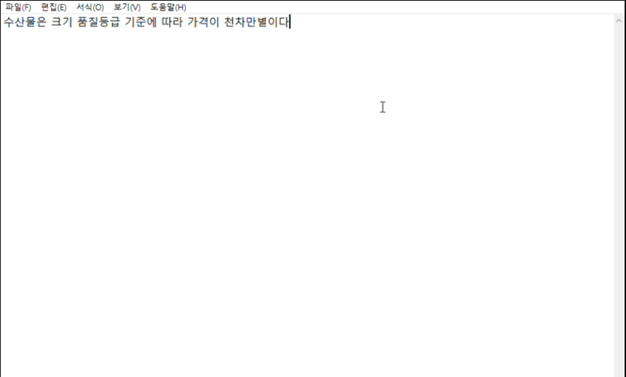 파일(F) 편집(E) 서식(O) 보기(V) 도움말(H)
수산물은 크기 품질등급 기준에 따라 가격이 천차만별이다